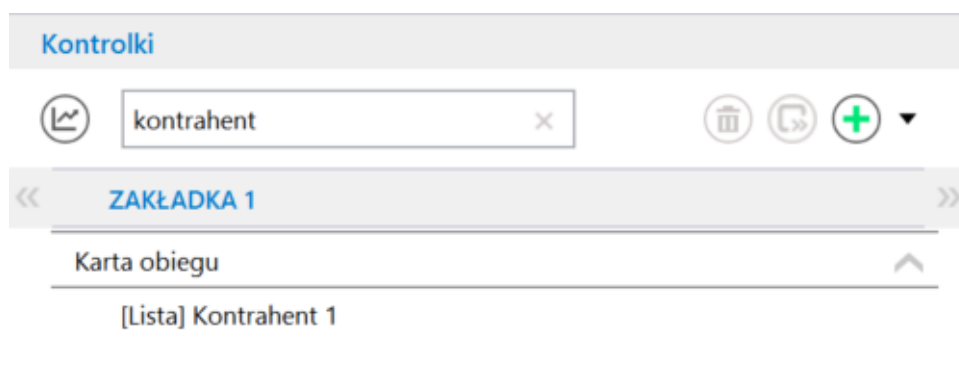 Kontrolki
kontrahent
ZAKŁADKA 1
Karta obiegu
[Lista] Kontrahent 1